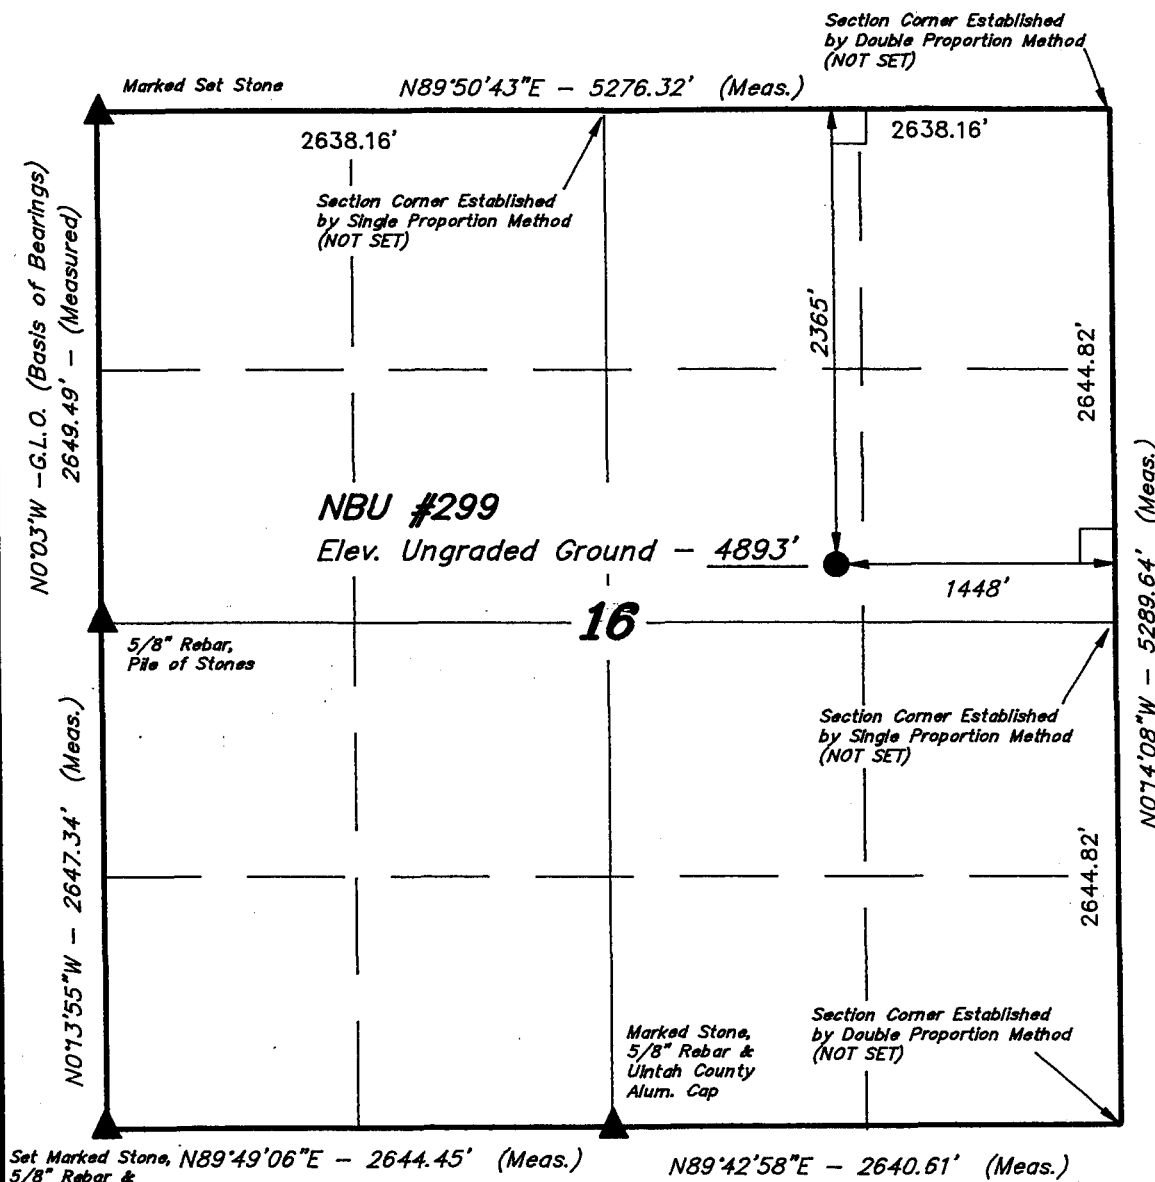 Section Corner Established
by Double Proportion Method
(NOT SET)
Marked Set Stone
N89°50'43"E - 5276.32' (Meas.)
2638.16'
2638.16'
Section Corner Established
by Single Proportion Method
(NOT SET)
N0°03'W -G.L.O. (Basis of Bearings)
2649.49' - (Measured)
2365'
2644.82'
NBU #299
Elev. Ungraded Ground - 4893'
1448'
N0°14'08"W - 5289.64' (Meas.)
16
5/8" Rebar,
Pile of Stones
Section Corner Established
by Single Proportion Method
(NOT SET)
N0°13'55"W - 2647.34' (Meas.)
2644.82'
Marked Stone,
5/8" Rebar &
Uintah County
Alum. Cap
Section Corner Established
by Double Proportion Method
(NOT SET)
Set Marked Stone,
5/8" Rebar &
N89°49'06"E - 2644.45' (Meas.)
N89°42'58"E - 2640.61' (Meas.)